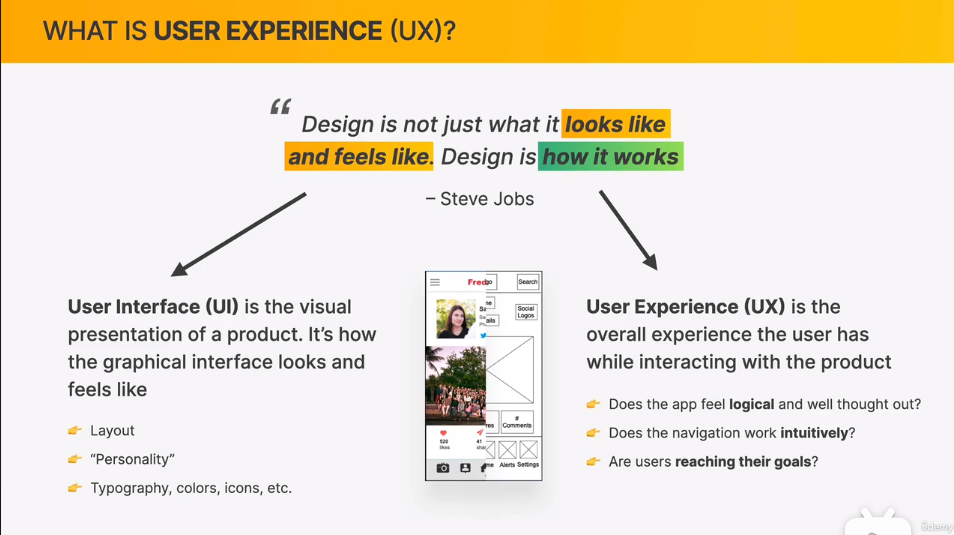 WHAT IS USER EXPERIENCE (UX)?
“ Design is not just what it looks like
and feels like. Design is how it works
– Steve Jobs
User Interface (UI) is the visual
presentation of a product. It’s how
the graphical interface looks and
feels like
👉 Layout
👉 “Personality”
👉 Typography, colors, icons, etc.
Search
Social
Logos
#
Comments
520
likes
41
Alerts Settings
User Experience (UX) is the
overall experience the user has
while interacting with the product
👉 Does the app feel logical and well thought out?
👉 Does the navigation work intuitively?
👉 Are users reaching their goals?
Udemy